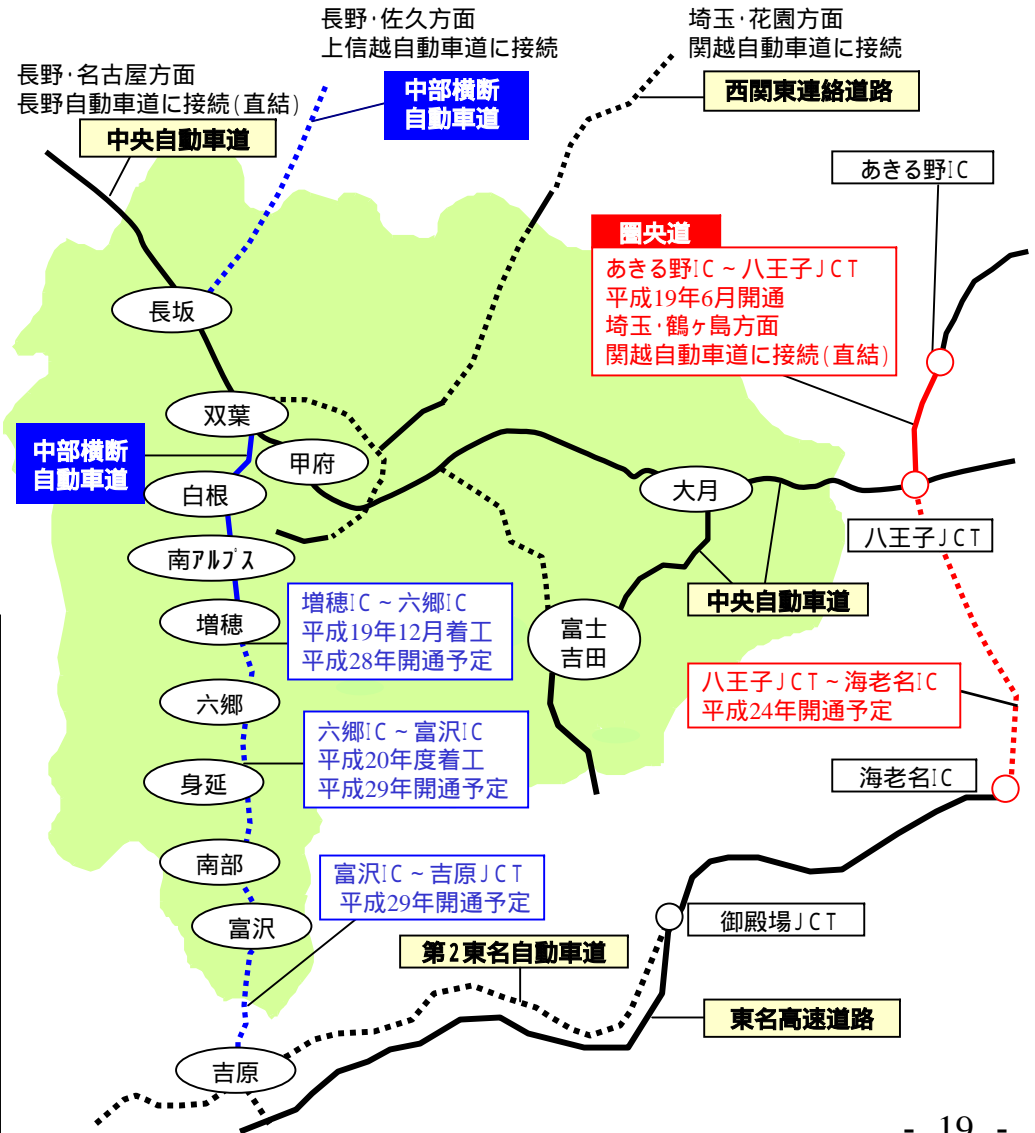 長野･佐久方面
上信越自動車道に接続
埼玉･花園方面
関越自動車道に接続
長野･名古屋方面
長野自動車道に接続(直結)
中央自動車道
中部横断
自動車道
西関東連絡道路
あきる野IC
圏央道
あきる野IC～八王子JCT
平成19年6月開通
埼玉･鶴ヶ島方面
関越自動車道に接続(直結)
長坂
双葉
中部横断
自動車道
甲府
白根
大月
八王子JCT
南ｱﾙﾌﾟｽ
中央自動車道
増穂
増穂IC～六郷IC
平成19年12月着工
平成28年開通予定
富士
吉田
八王子JCT～海老名IC
平成24年開通予定
六郷
六郷IC～富沢IC
平成20年度着工
平成29年開通予定
身延
海老名IC
南部
富沢IC～吉原JCT
平成29年開通予定
富沢
御殿場JCT
第2東名自動車道
東名高速道路
吉原
- 19 -